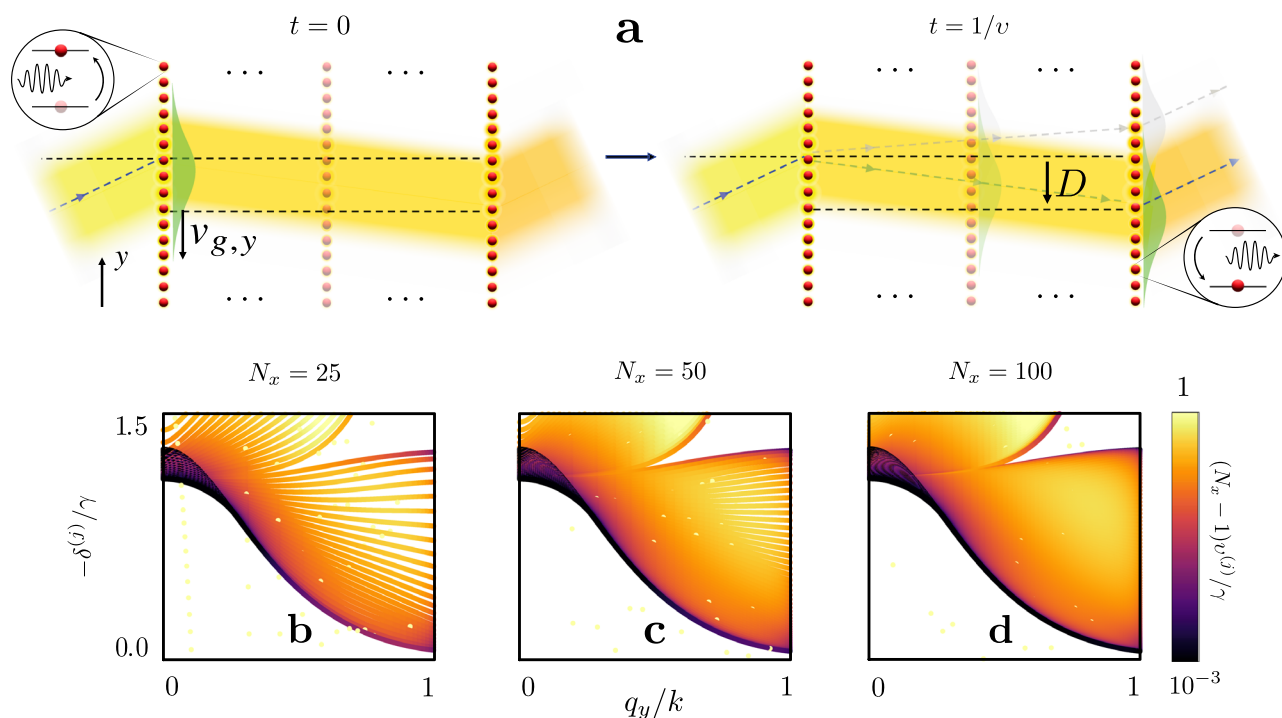 t = 0
a
t = 1/v
. . .
. . .
. . .
. . .
v_{g,y}
D
y
. . .
. . .
. . .
. . .
N_x = 25
N_x = 50
N_x = 100
1
1.5
−δ^{(j)}/γ
(N_x − 1)υ^{(j)}/γ
b
c
d
0.0
0
1
0
1
0
1
10^{−3}
q_y/k